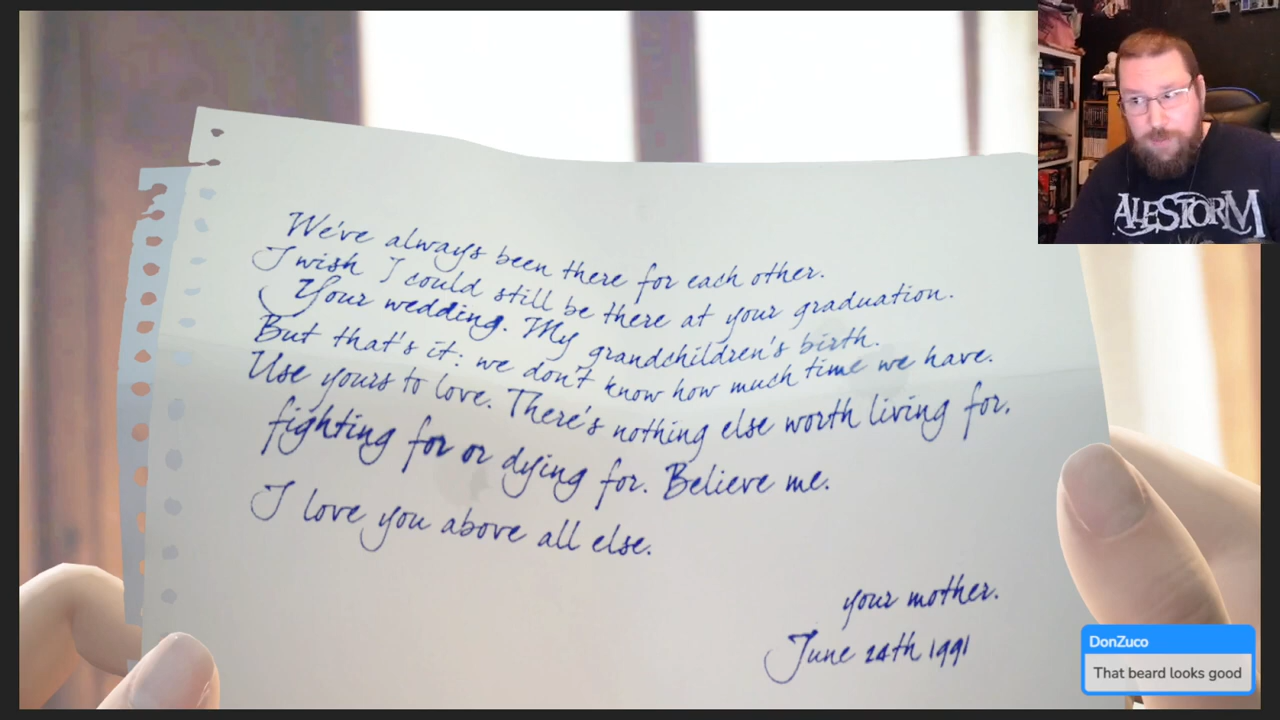 We've always been there for each other.
I wish I could still be there at your graduation.
Your wedding. My grandchildren's birth.
But that's it: we don't know how much time we have.
Use yours to love. There's nothing else worth living for,
fighting for or dying for. Believe me.
I love you above all else.
your mother.
June 24th 1991
ALESTORM
DonZuco
That beard looks good